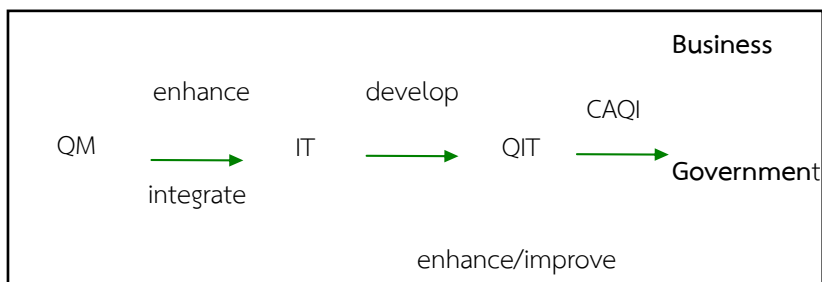 Business
enhance develop
CAQI
QM IT QIT
Government
integrate
enhance/improve